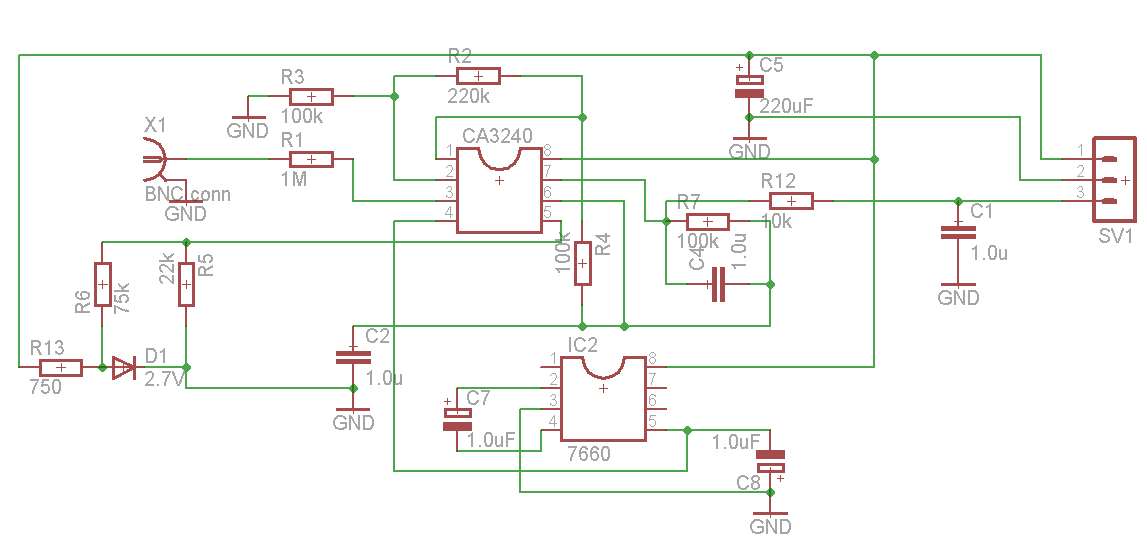 R2
220k
R3
100k
GND
X1
BNC conn
GND
R1
1M
CA3240
1
2
3
4
8
7
6
5
C5
220uF
GND
R12
10k
R7
100k
C4
1.0u
C1
1.0u
GND
1
2
3
SV1
100k
R4
22k
R5
R6
75k
R13
750
D1
2.7V
C2
1.0u
GND
IC2
1
2
3
4
8
7
6
5
7660
C7
1.0uF
1.0uF
C8
GND